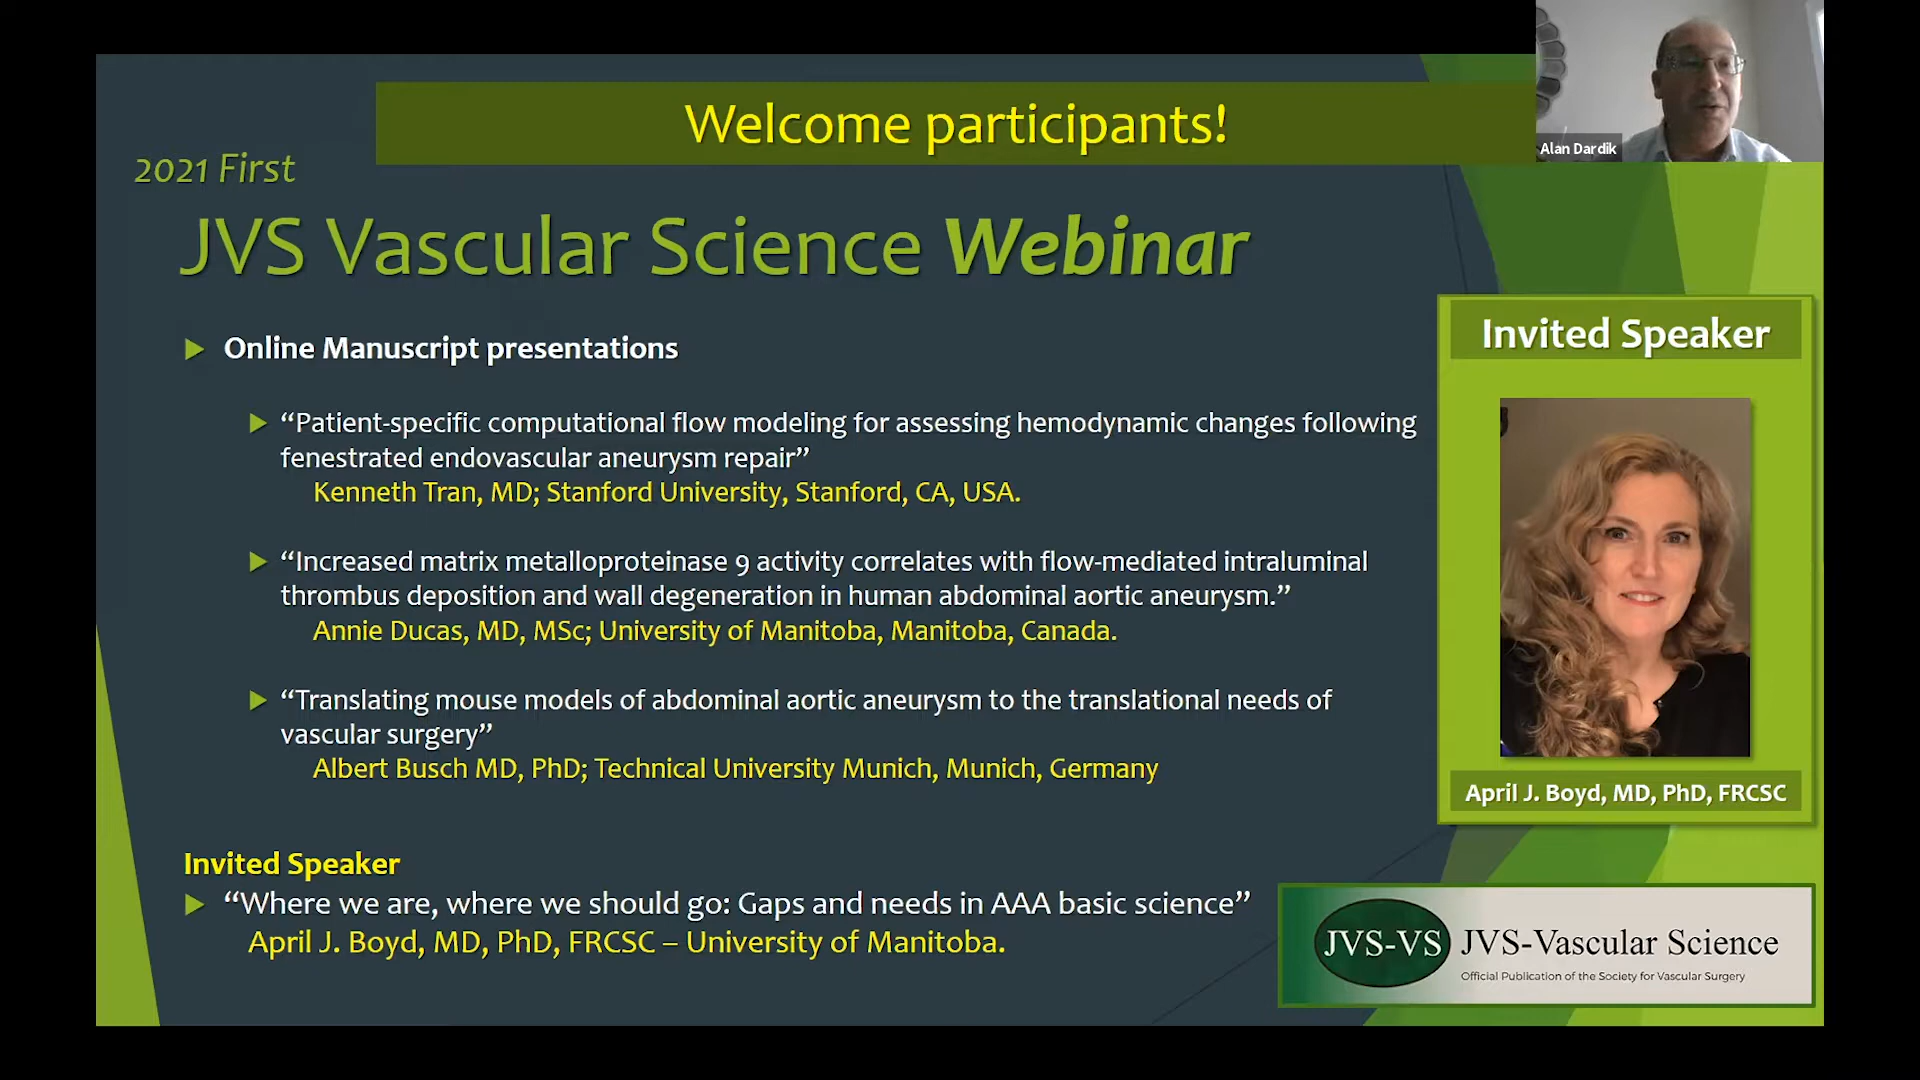 Welcome participants!
Alan Dardik
2021 First
JVS Vascular Science Webinar
Online Manuscript presentations
“Patient-specific computational flow modeling for assessing hemodynamic changes following
fenestrated endovascular aneurysm repair”
Kenneth Tran, MD; Stanford University, Stanford, CA, USA.
“Increased matrix metalloproteinase 9 activity correlates with flow-mediated intraluminal
thrombus deposition and wall degeneration in human abdominal aortic aneurysm.”
Annie Ducas, MD, MSc; University of Manitoba, Manitoba, Canada.
“Translating mouse models of abdominal aortic aneurysm to the translational needs of
vascular surgery”
Albert Busch MD, PhD; Technical University Munich, Munich, Germany
Invited Speaker
“Where we are, where we should go: Gaps and needs in AAA basic science”
April J. Boyd, MD, PhD, FRCSC – University of Manitoba.
Invited Speaker
April J. Boyd, MD, PhD, FRCSC
JVS-VS JVS-Vascular Science
Official Publication of the Society for Vascular Surgery